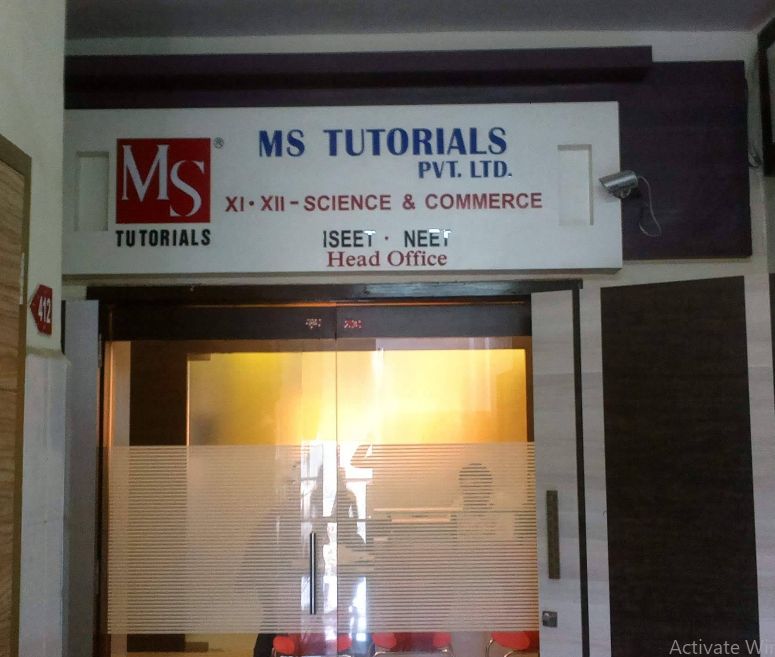 MS
®
TUTORIALS
MS TUTORIALS
PVT. LTD.
XI • XII - SCIENCE & COMMERCE
ISEET • NEET
Head Office
412
Activate Wi